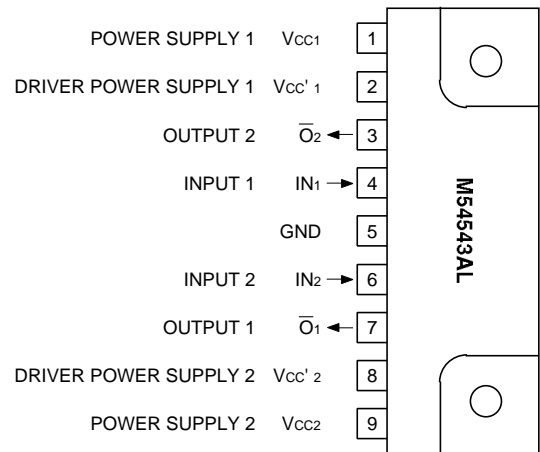 POWER SUPPLY 1 Vcc1 1
DRIVER POWER SUPPLY 1 Vcc' 1 2
OUTPUT 2 O̅2 3
INPUT 1 IN1 4
GND 5
INPUT 2 IN2 6
OUTPUT 1 O̅1 7
DRIVER POWER SUPPLY 2 Vcc' 2 8
POWER SUPPLY 2 Vcc2 9
M54543AL